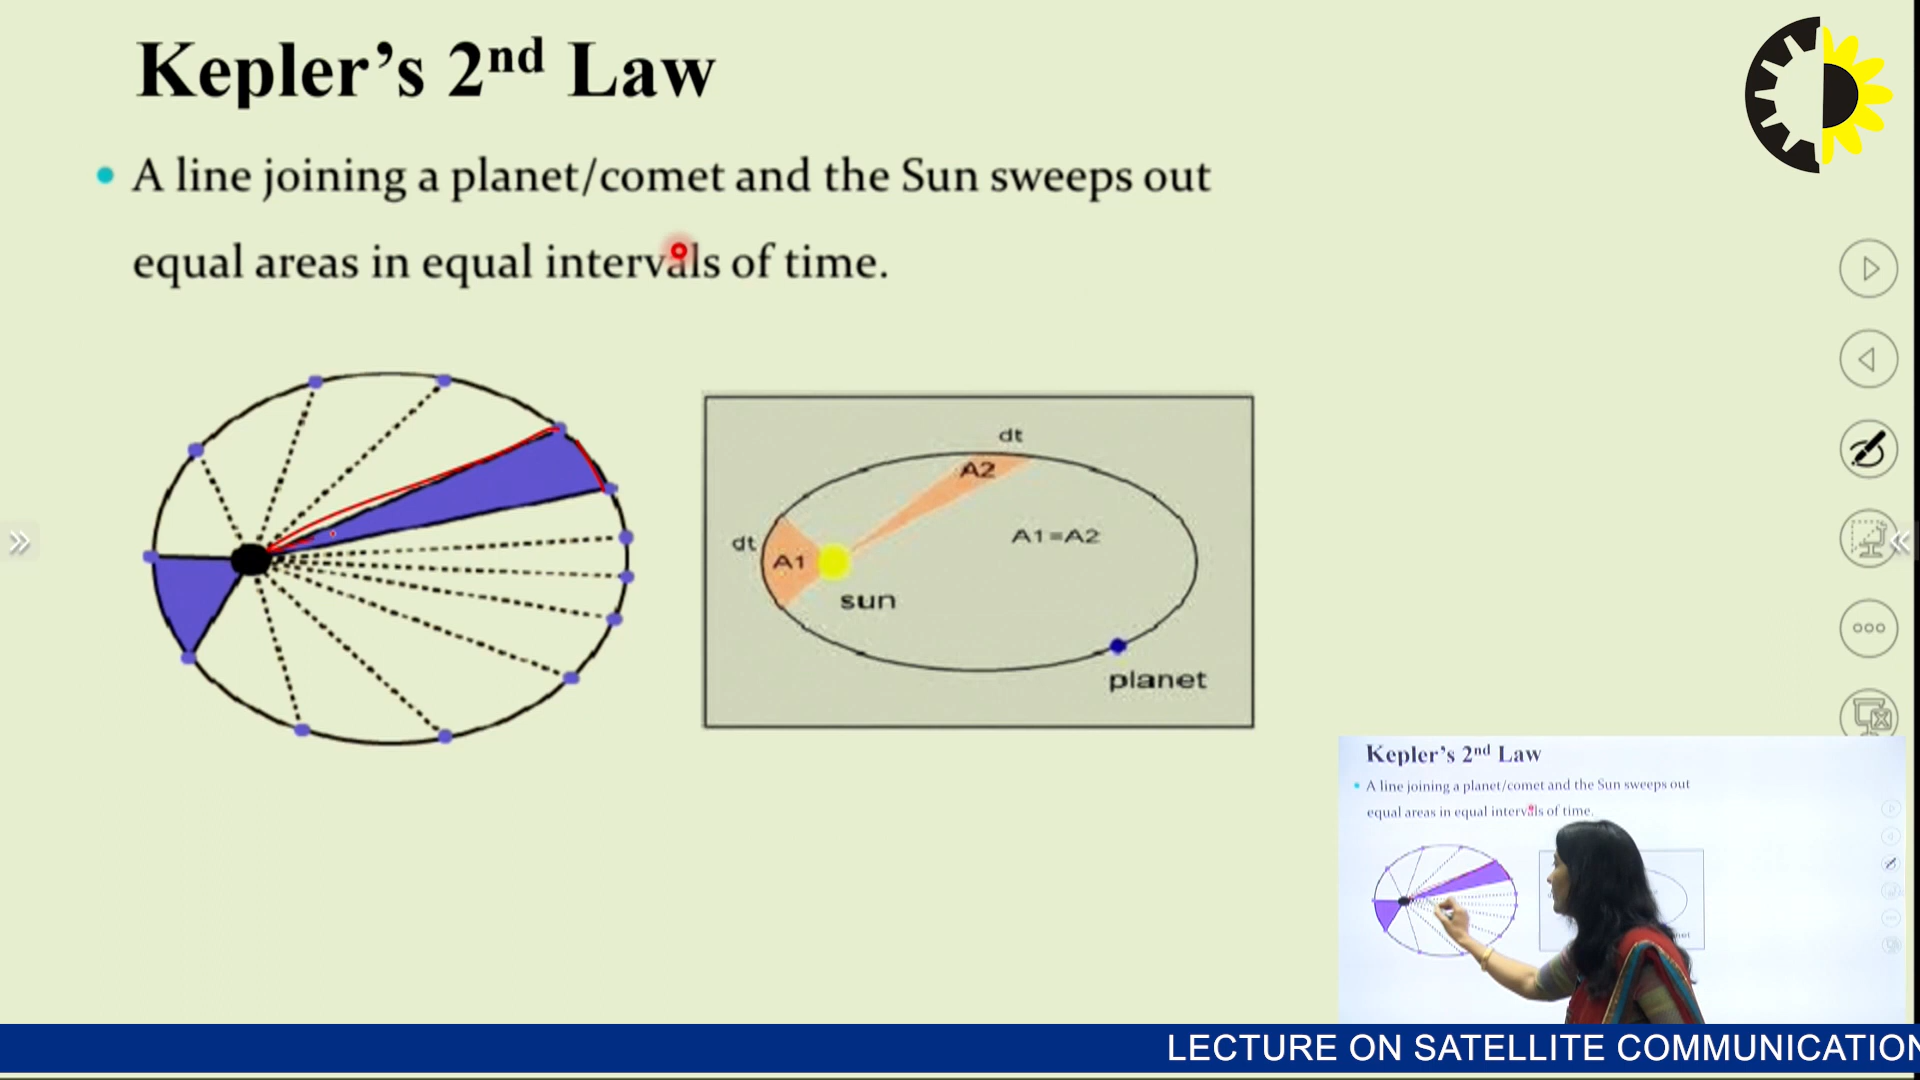 Kepler’s 2nd Law
• A line joining a planet/comet and the Sun sweeps out
equal areas in equal intervals of time.
dt
A2
A1=A2
dt
A1
sun
planet
Kepler’s 2nd Law
• A line joining a planet/comet and the Sun sweeps out
equal areas in equal intervals of time.
LECTURE ON SATELLITE COMMUNICATION